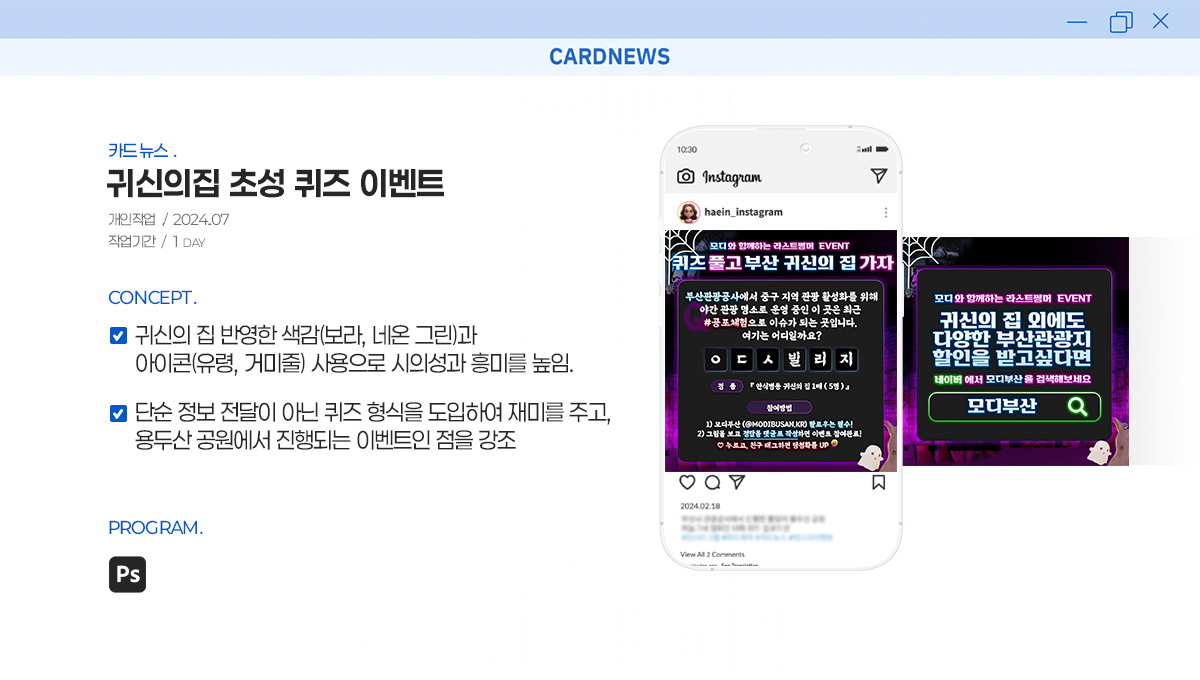 CARDNEWS
카드뉴스 .
귀신의집 초성 퀴즈 이벤트
개인작업 / 2024.07
작업기간 / 1 DAY
CONCEPT.
귀신의 집 반영한 색감(보라, 네온 그린)과
아이콘(유령, 거미줄) 사용으로 시의성과 흥미를 높임.
단순 정보 전달이 아닌 퀴즈 형식을 도입하여 재미를 주고,
용두산 공원에서 진행되는 이벤트인 점을 강조
PROGRAM.
Ps
10:30
Instagram
haein_instagram
모디와 함께하는 라스트썸머 EVENT
퀴즈 풀고 부산 귀신의 집 가자
부산관광공사에서 중구 지역 관광 활성화를 위해
야간 관광 명소로 운영 중인 이 곳은 최근
#공포체험으로 이슈가 되는 곳입니다.
여기는 어디일까요?
ㅇ ㄷ ㅅ 빌 리 지
경 품 『 안식병동 귀신의 집 1매 ( 5명 ) 』
참여방법
1) 모디부산 (@MODIBUSAN.KR) 팔로우는 필수!
2) 그림을 보고 정답을 댓글로 작성하면 이벤트 참여완료!
♡ 누르고, 친구 태그하면 당첨확률 UP
2024.02.18
View All 2 Comments
See Translation
모디와 함께하는 라스트썸머 EVENT
귀신의 집 외에도
다양한 부산관광지
할인을 받고싶다면
네이버에서 모디부산을 검색해보세요
모디부산